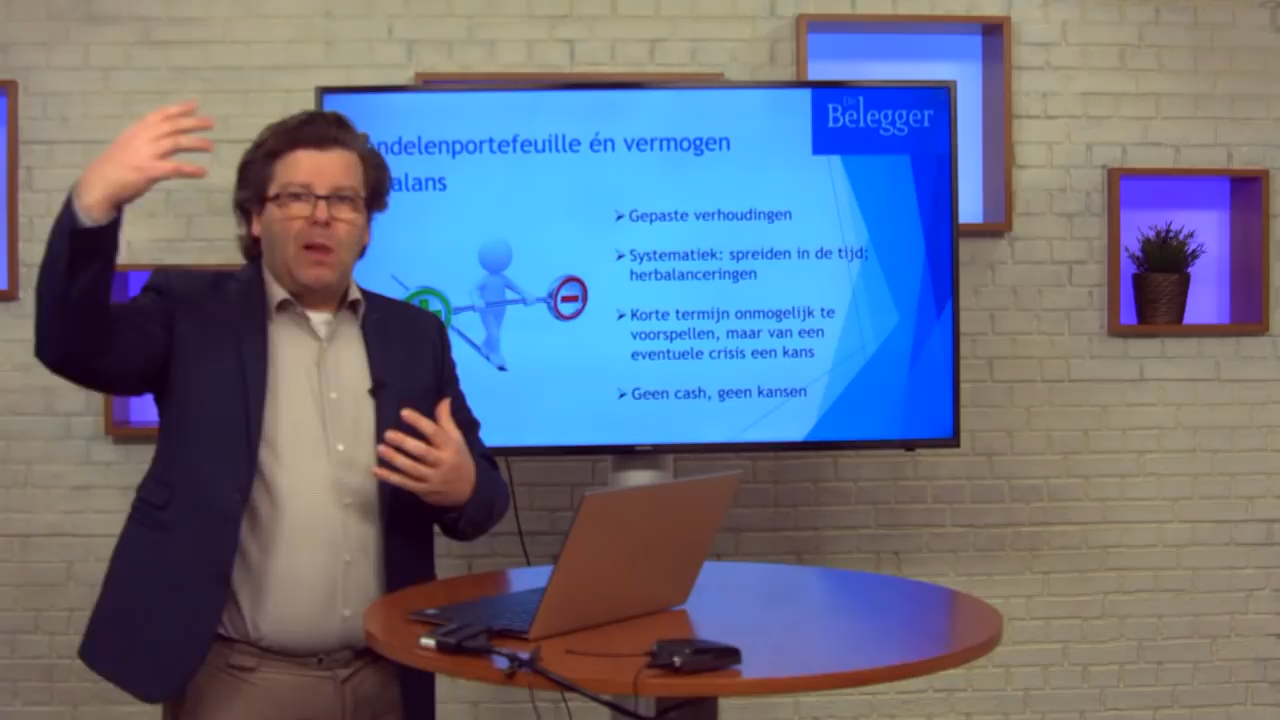 De
Belegger
ndelenportefeuille én vermogen
alans
➢ Gepaste verhoudingen
➢ Systematiek: spreiden in de tijd;
herbalanceringen
➢ Korte termijn onmogelijk te
voorspellen, maar van een
eventuele crisis een kans
➢ Geen cash, geen kansen